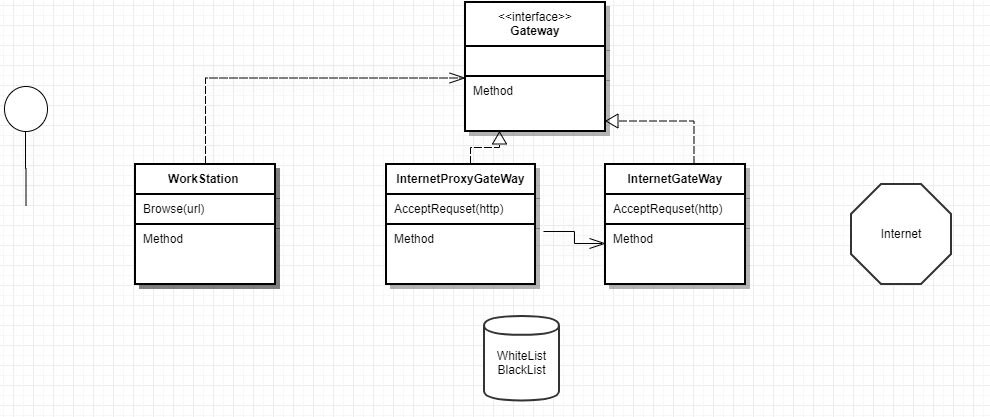 <<interface>>
Gateway
Method
WorkStation
Browse(url)
Method
InternetProxyGateWay
AcceptRequset(http)
Method
InternetGateWay
AcceptRequset(http)
Method
Internet
WhiteList
BlackList